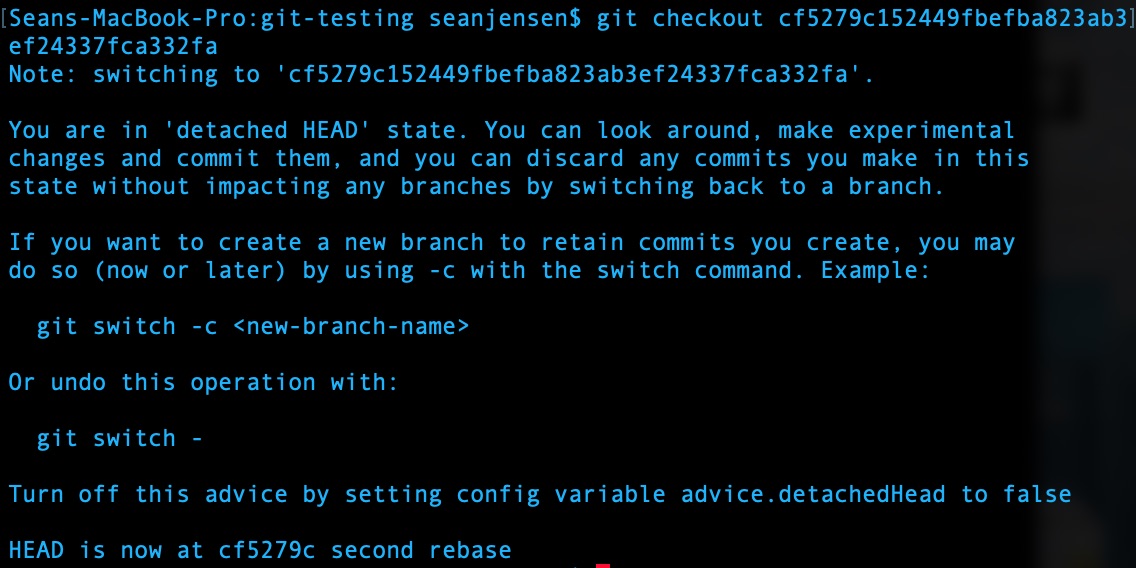 [Seans-MacBook-Pro:git-testing seanjensen$ git checkout cf5279c152449fbefba823ab3]
ef24337fca332fa
Note: switching to 'cf5279c152449fbefba823ab3ef24337fca332fa'.
You are in 'detached HEAD' state. You can look around, make experimental
changes and commit them, and you can discard any commits you make in this
state without impacting any branches by switching back to a branch.
If you want to create a new branch to retain commits you create, you may
do so (now or later) by using -c with the switch command. Example:
git switch -c <new-branch-name>
Or undo this operation with:
git switch -
Turn off this advice by setting config variable advice.detachedHead to false
HEAD is now at cf5279c second rebase